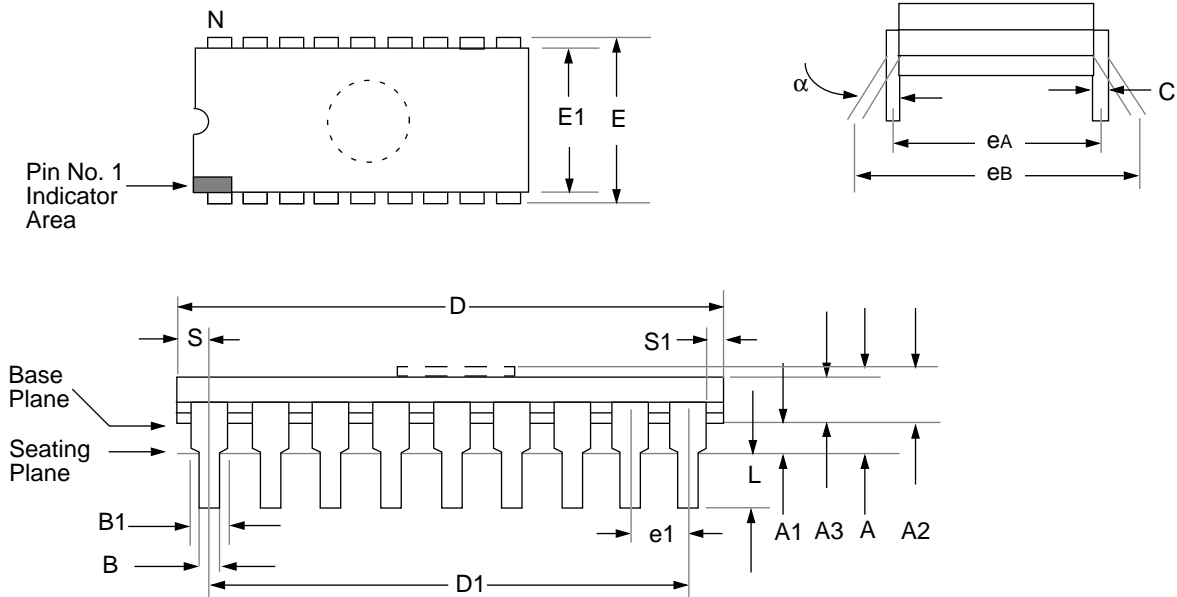 N
E1
E
Pin No. 1
Indicator
Area
α
C
eA
eB
D
S
S1
Base
Plane
Seating
Plane
L
B1
e1
A1
A3
A
A2
B
D1